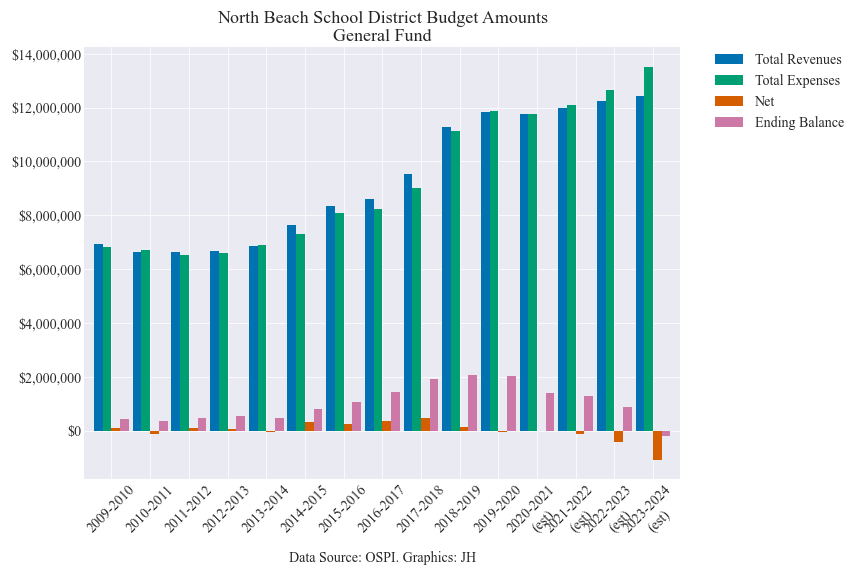 North Beach School District Budget Amounts
General Fund
$14,000,000
$12,000,000
$10,000,000
$8,000,000
$6,000,000
$4,000,000
$2,000,000
$0
Total Revenues
Total Expenses
Net
Ending Balance
2009-2010
2010-2011
2011-2012
2012-2013
2013-2014
2014-2015
2015-2016
2016-2017
2017-2018
2018-2019
2019-2020
2020-2021
(est)
2021-2022
(est)
2022-2023
(est)
2023-2024
(est)
Data Source: OSPI. Graphics: JH